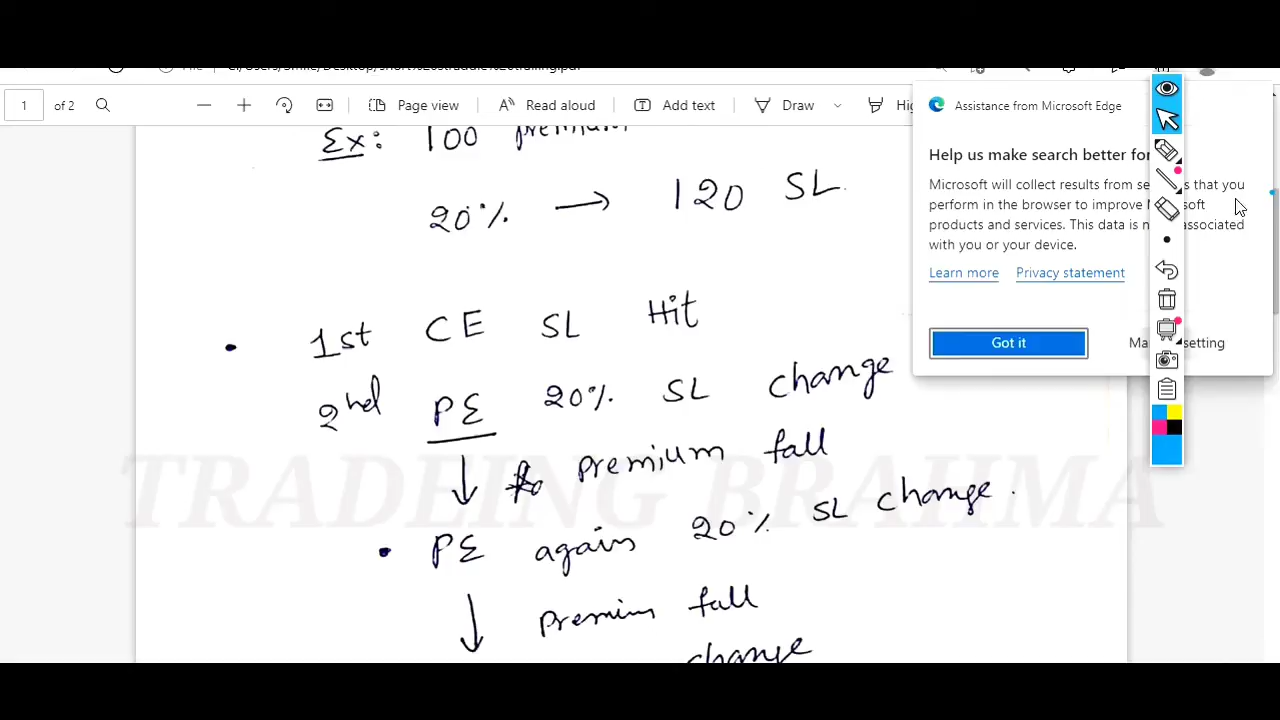 1 of 2 Page view Read aloud Add text Draw
Ex: 100 premium
20% → 120 SL
• 1st CE SL Hit
2nd PE 20% SL change
↓ premium fall
• PE again 20% SL change.
↓ premium fall
change
TRADEING BRAHMA
Assistance from Microsoft Edge
Help us make search better for
Microsoft will collect results from that you
perform in the browser to improve
products and services. This data is associated
with you or your device.
Learn more Privacy statement
Got it setting